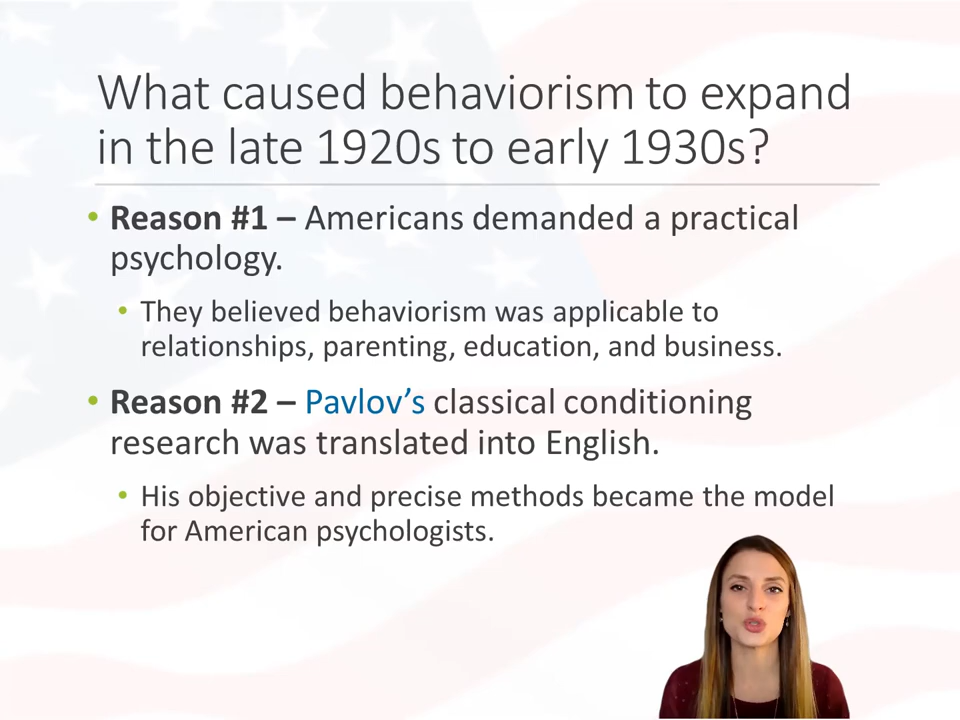 What caused behaviorism to expand
in the late 1920s to early 1930s?
• Reason #1 – Americans demanded a practical
psychology.
• They believed behaviorism was applicable to
relationships, parenting, education, and business.
• Reason #2 – Pavlov's classical conditioning
research was translated into English.
• His objective and precise methods became the model
for American psychologists.